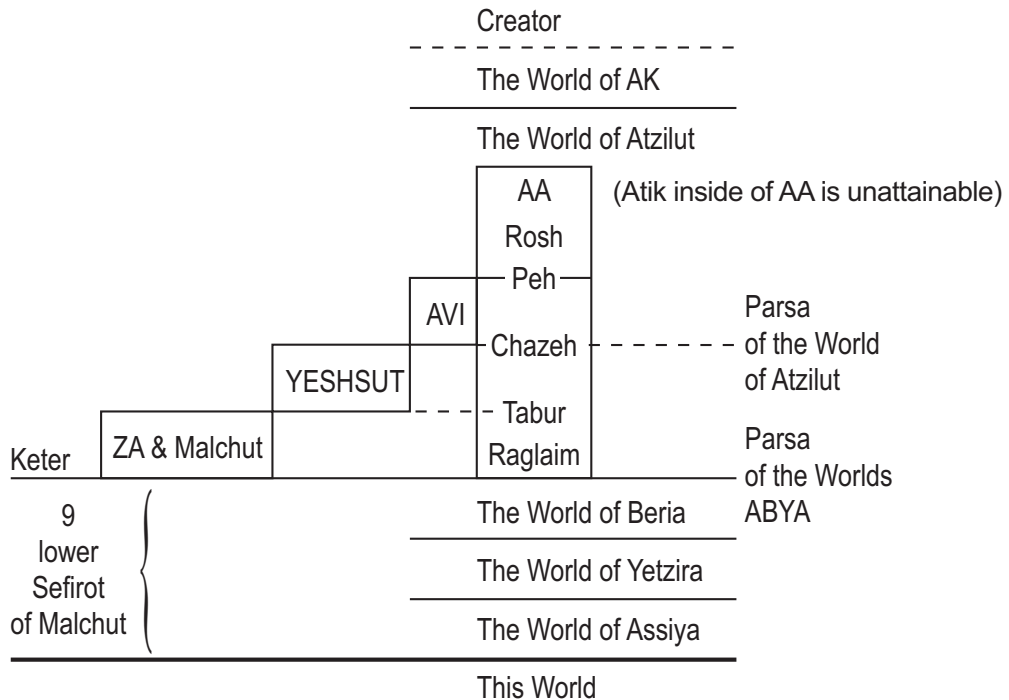 Creator
The World of AK
The World of Atzilut
AA
(Atik inside of AA is unattainable)
Rosh
Peh
AVI
Chazeh
Parsa
of the World
of Atzilut
YESHSUT
Tabur
ZA & Malchut
Raglaim
Keter
Parsa
of the Worlds
ABYA
9
lower
Sefirot
of Malchut
The World of Beria
The World of Yetzira
The World of Assiya
This World